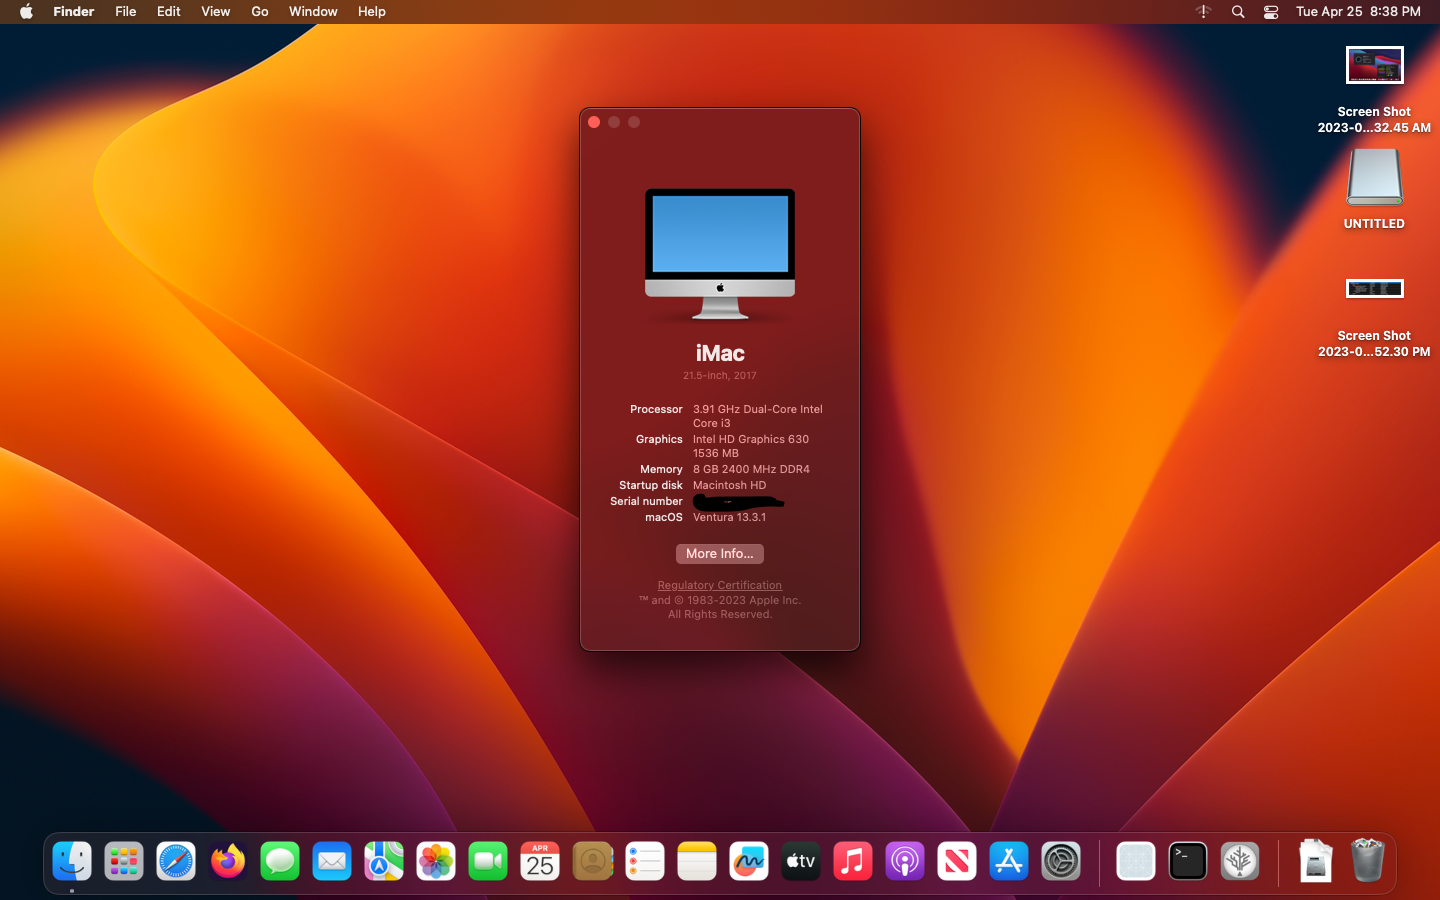 Finder File Edit View Go Window Help
Tue Apr 25 8:38 PM
Screen Shot
2023-0...32.45 AM
UNTITLED
Screen Shot
2023-0...52.30 PM
iMac
21.5-inch, 2017
Processor 3.91 GHz Dual-Core Intel
Core i3
Graphics Intel HD Graphics 630
1536 MB
Memory 8 GB 2400 MHz DDR4
Startup disk Macintosh HD
Serial number
macOS Ventura 13.3.1
More Info...
Regulatory Certification
™ and © 1983-2023 Apple Inc.
All Rights Reserved.
APR
25
tv
>_